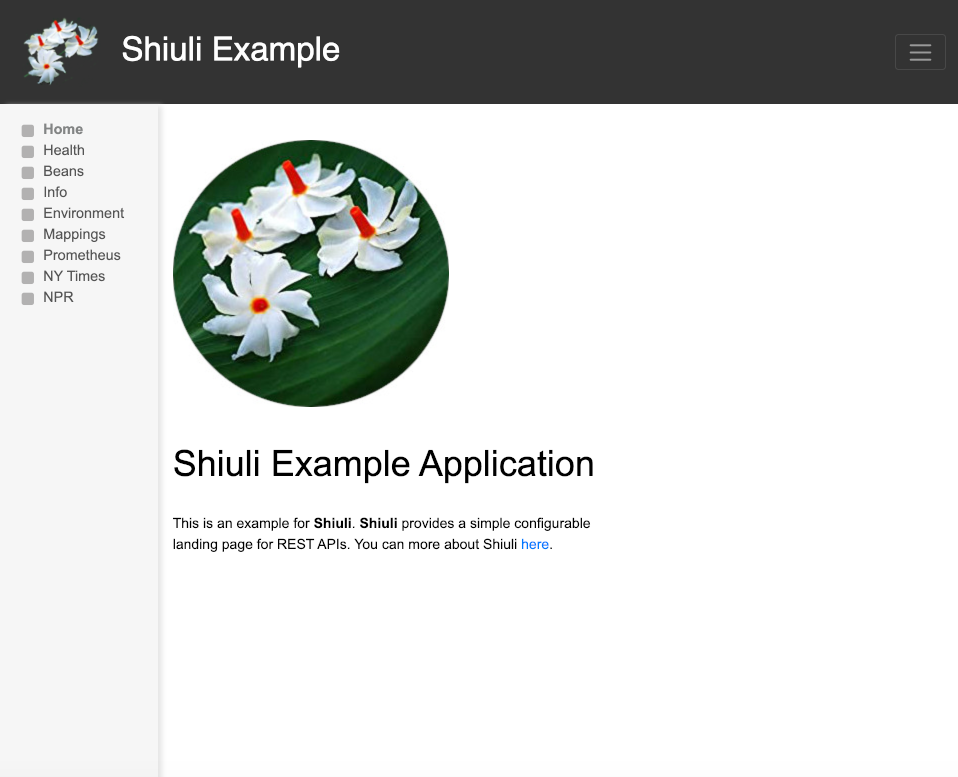 Shiuli Example
Home
Health
Beans
Info
Environment
Mappings
Prometheus
NY Times
NPR
Shiuli Example Application
This is an example for Shiuli. Shiuli provides a simple configurable
landing page for REST APIs. You can more about Shiuli here.